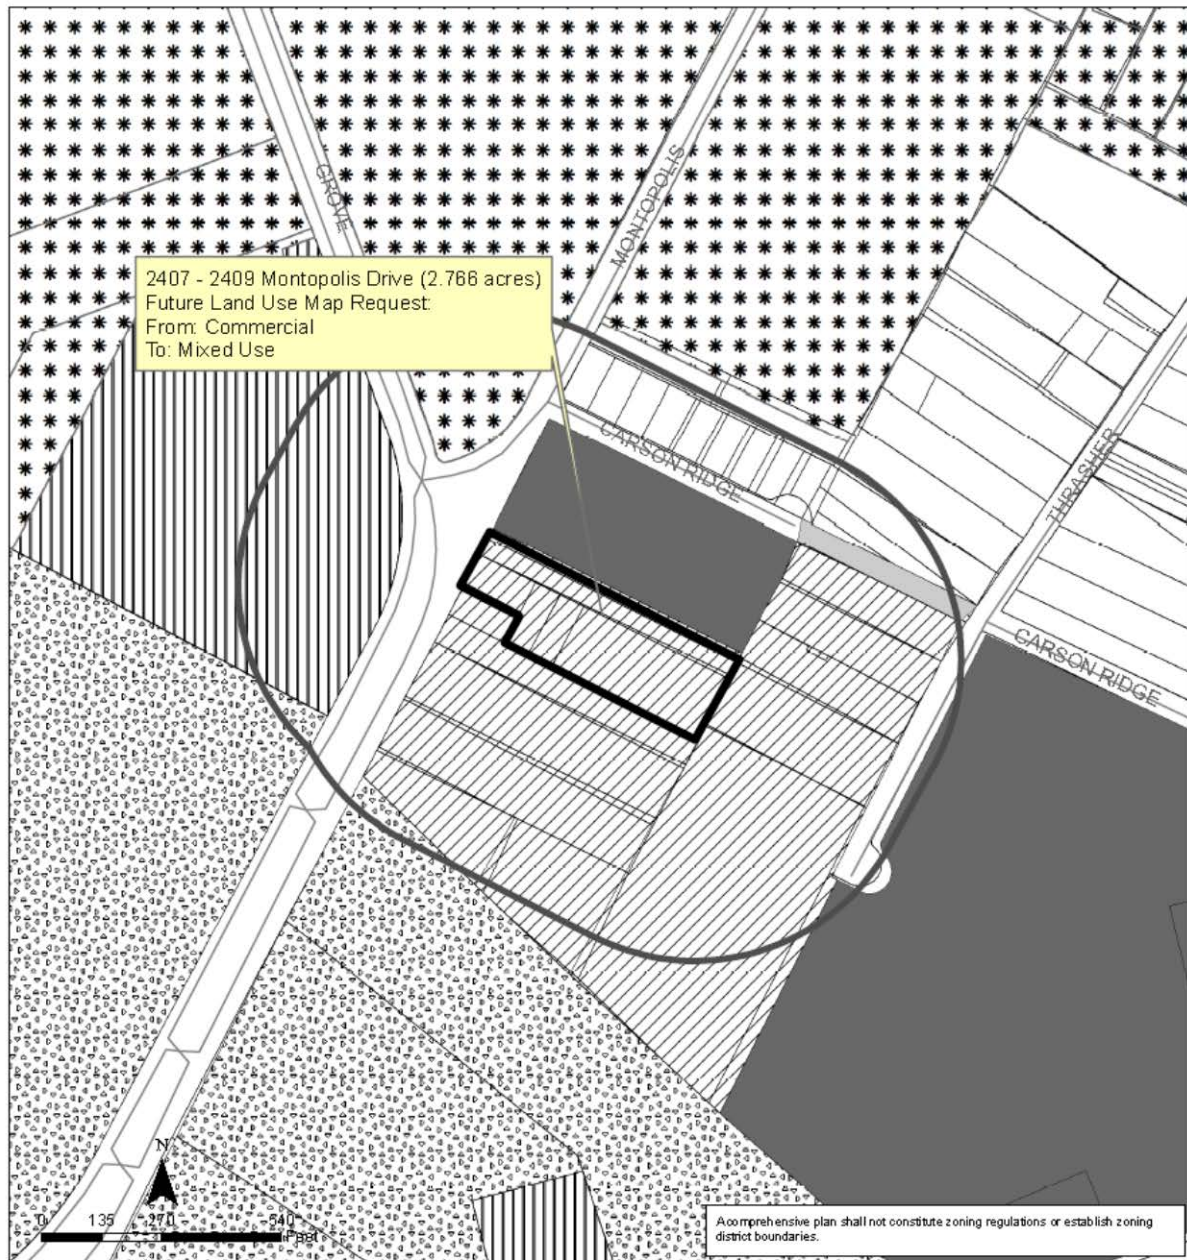 GROVE
MONTOPOLIS
2407 - 2409 Montopolis Drive (2.766 acres)
Future Land Use Map Request:
From: Commercial
To: Mixed Use
CARSON RIDGE
THRASHER
CARSON RIDGE
N
0 135 270 540
Feet
Acomprehensive plan shall not constitute zoning regulations or establish zoning
district boundaries.